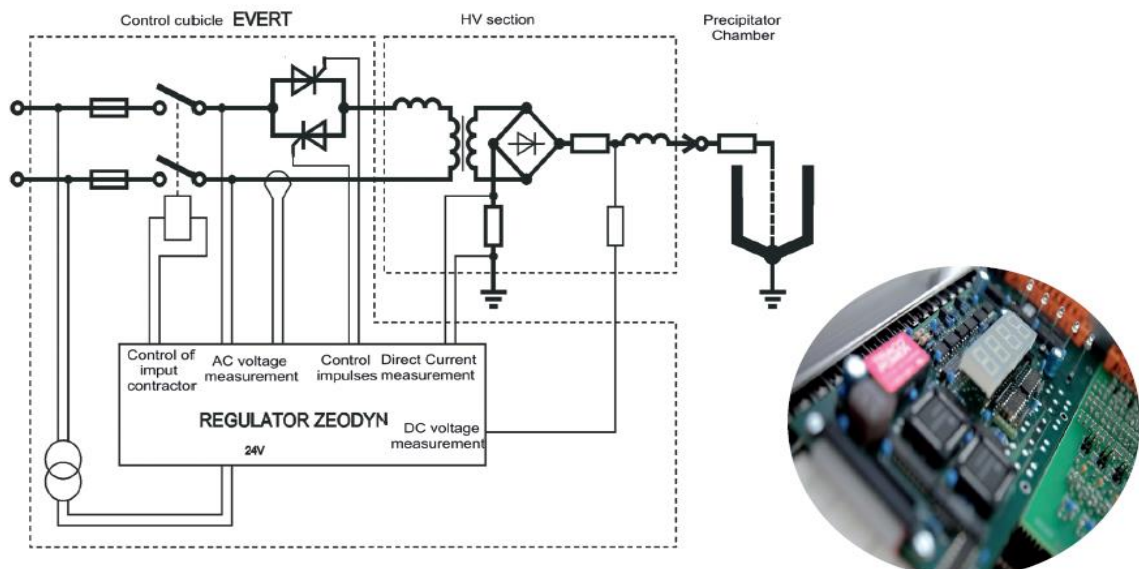 Control cubicle EVERT
HV section
Precipitator
Chamber
Control of
imput
contractor
AC voltage
measurement
Control
impulses
Direct Current
measurement
REGULATOR ZEODYN
DC voltage
measurement
24V